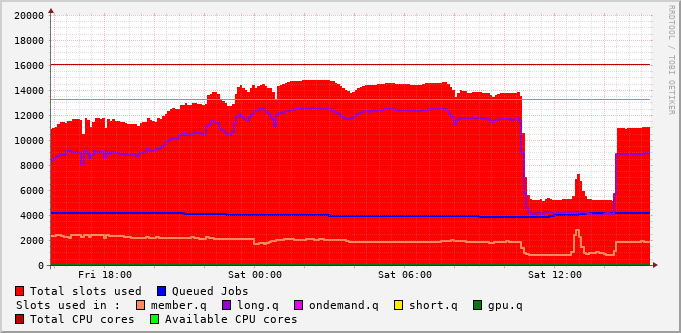 RRDTOOL / TOBI OETIKER
20000
18000
16000
14000
12000
10000
8000
6000
4000
2000
0
Fri 18:00 Sat 00:00 Sat 06:00 Sat 12:00
Total slots used Queued Jobs
Slots used in : member.q long.q ondemand.q short.q gpu.q
Total CPU cores Available CPU cores